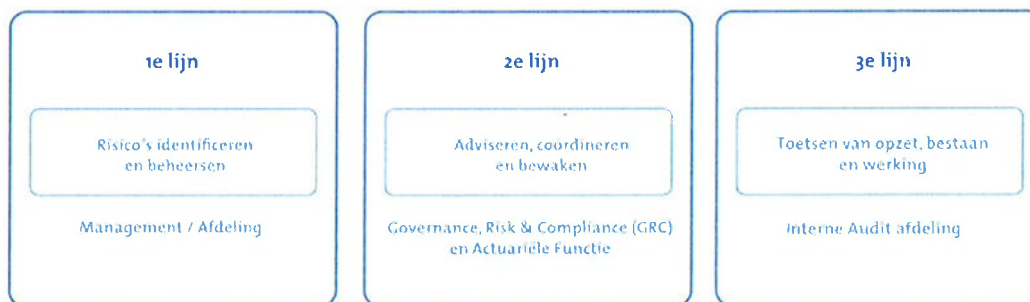 1e lijn
Risico's identificeren
en beheersen
Management / Afdeling
2e lijn
Adviseren, coordineren
en bewaken
Governance, Risk & Compliance (GRC)
en Actuariële Functie
3e lijn
Toetsen van opzet, bestaan
en werking
Interne Audit afdeling